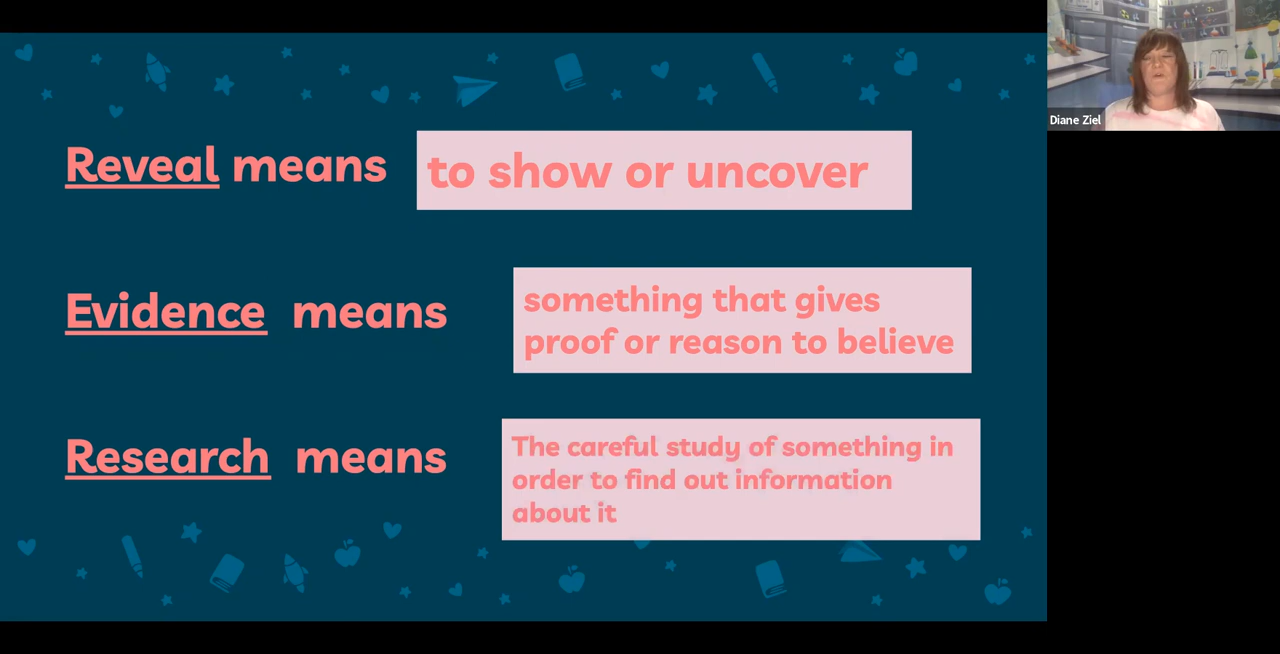 Reveal means to show or uncover
Evidence means something that gives
proof or reason to believe
Research means The careful study of something in
order to find out information
about it
Diane Ziel